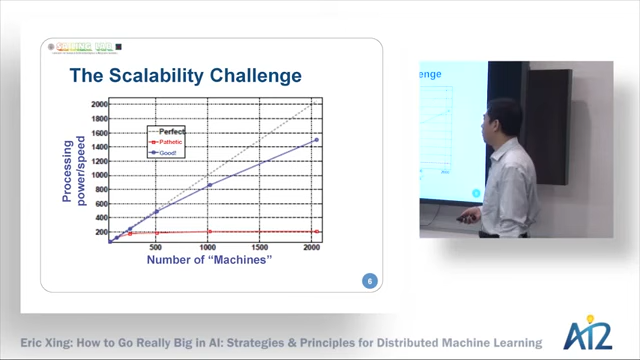 SAILING LAB
The Scalability Challenge
Processing
power/speed
2000
1800
1600
1400
1200
1000
800
600
400
200
Perfect
Pathetic
Good!
500
1000
1500
2000
Number of “Machines”
6
enge
Eric Xing: How to Go Really Big in AI: Strategies & Principles for Distributed Machine Learning
AI2